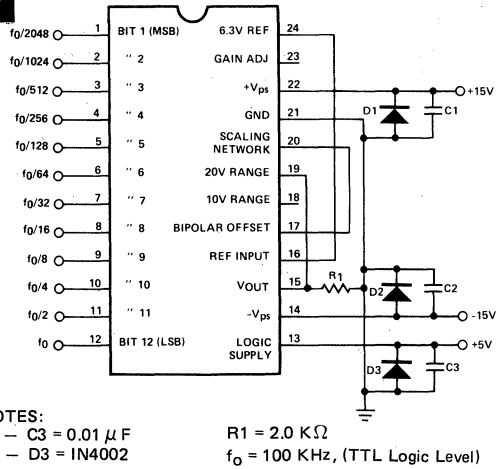 f0/2048 1 BIT 1 (MSB) 6.3V REF 24
f0/1024 2 " 2 GAIN ADJ 23
f0/512 3 " 3 +Vps 22 +15V
f0/256 4 " 4 GND 21 D1 C1
f0/128 5 " 5 SCALING NETWORK 20
f0/64 6 " 6 20V RANGE 19
f0/32 7 " 7 10V RANGE 18
f0/16 8 " 8 BIPOLAR OFFSET 17
f0/8 9 " 9 REF INPUT 16
f0/4 10 " 10 VOUT 15 R1 D2 C2
f0/2 11 " 11 -Vps 14 -15V
f0 12 BIT 12 (LSB) LOGIC SUPPLY 13 +5V
D3 C3
OTES:
— C3 = 0.01 μF R1 = 2.0 KΩ
— D3 = IN4002 fo = 100 KHz, (TTL Logic Level)